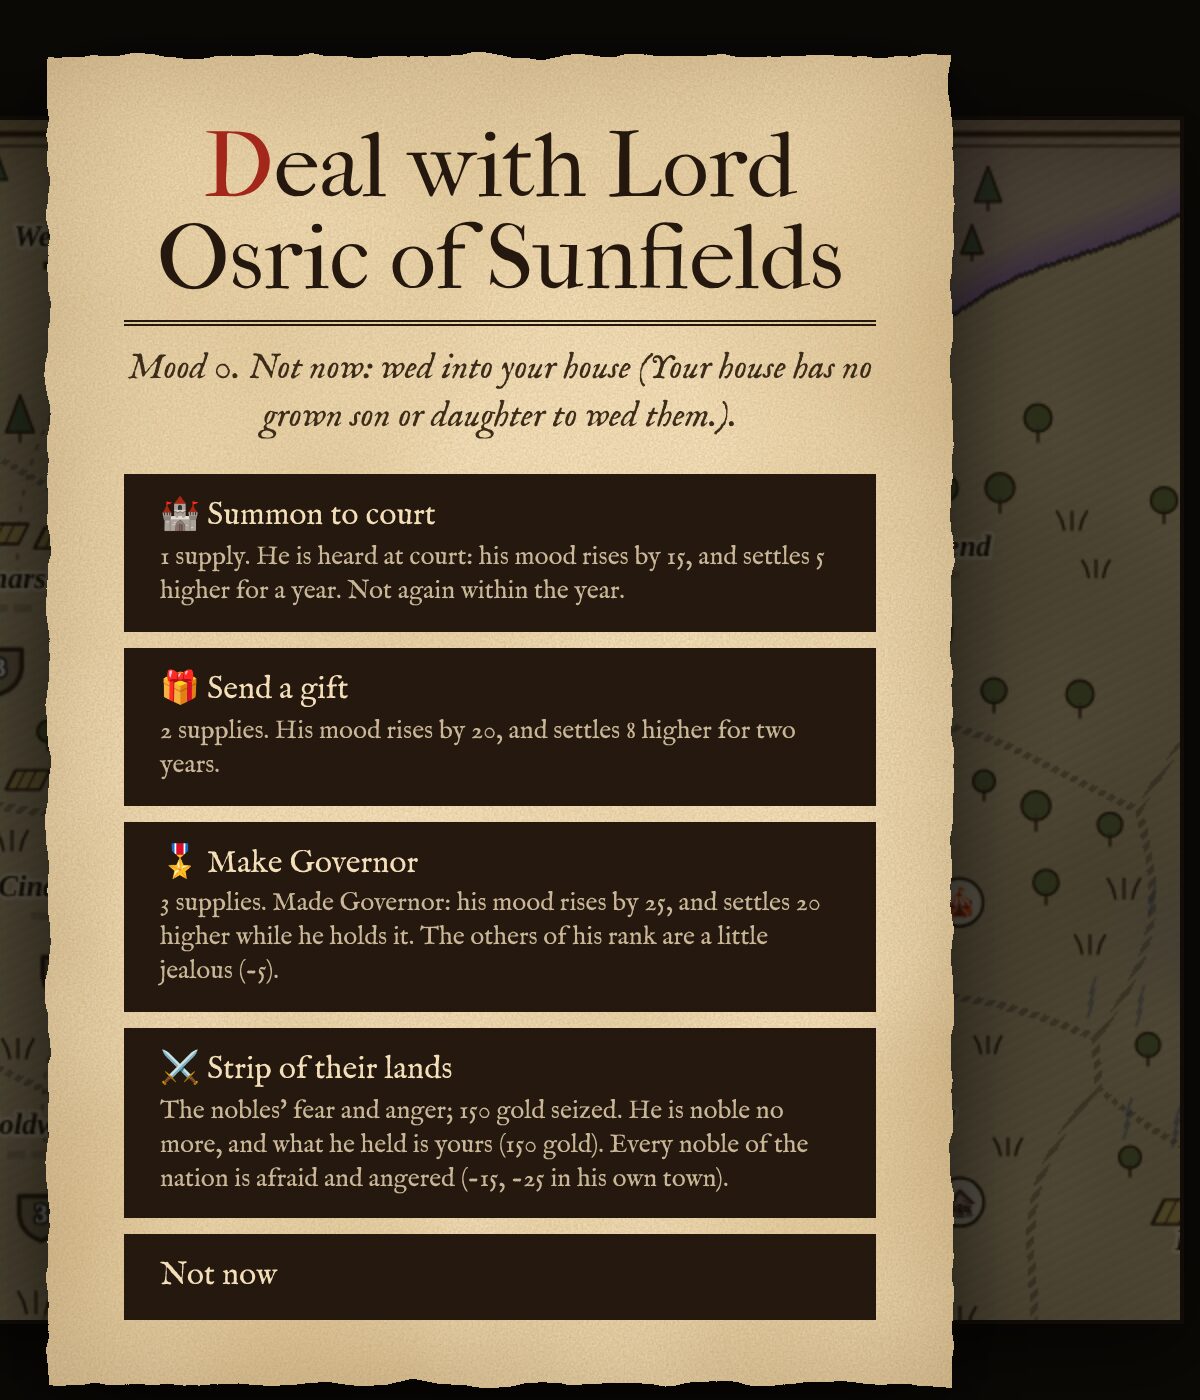 Deal with Lord
Osric of Sunfields
Mood 0. Not now: wed into your house (Your house has no
grown son or daughter to wed them.).
Summon to court
1 supply. He is heard at court: his mood rises by 15, and settles 5
higher for a year. Not again within the year.
Send a gift
2 supplies. His mood rises by 20, and settles 8 higher for two
years.
Make Governor
3 supplies. Made Governor: his mood rises by 25, and settles 20
higher while he holds it. The others of his rank are a little
jealous (-5).
Strip of their lands
The nobles’ fear and anger; 150 gold seized. He is noble no
more, and what he held is yours (150 gold). Every noble of the
nation is afraid and angered (-15, -25 in his own town).
Not now